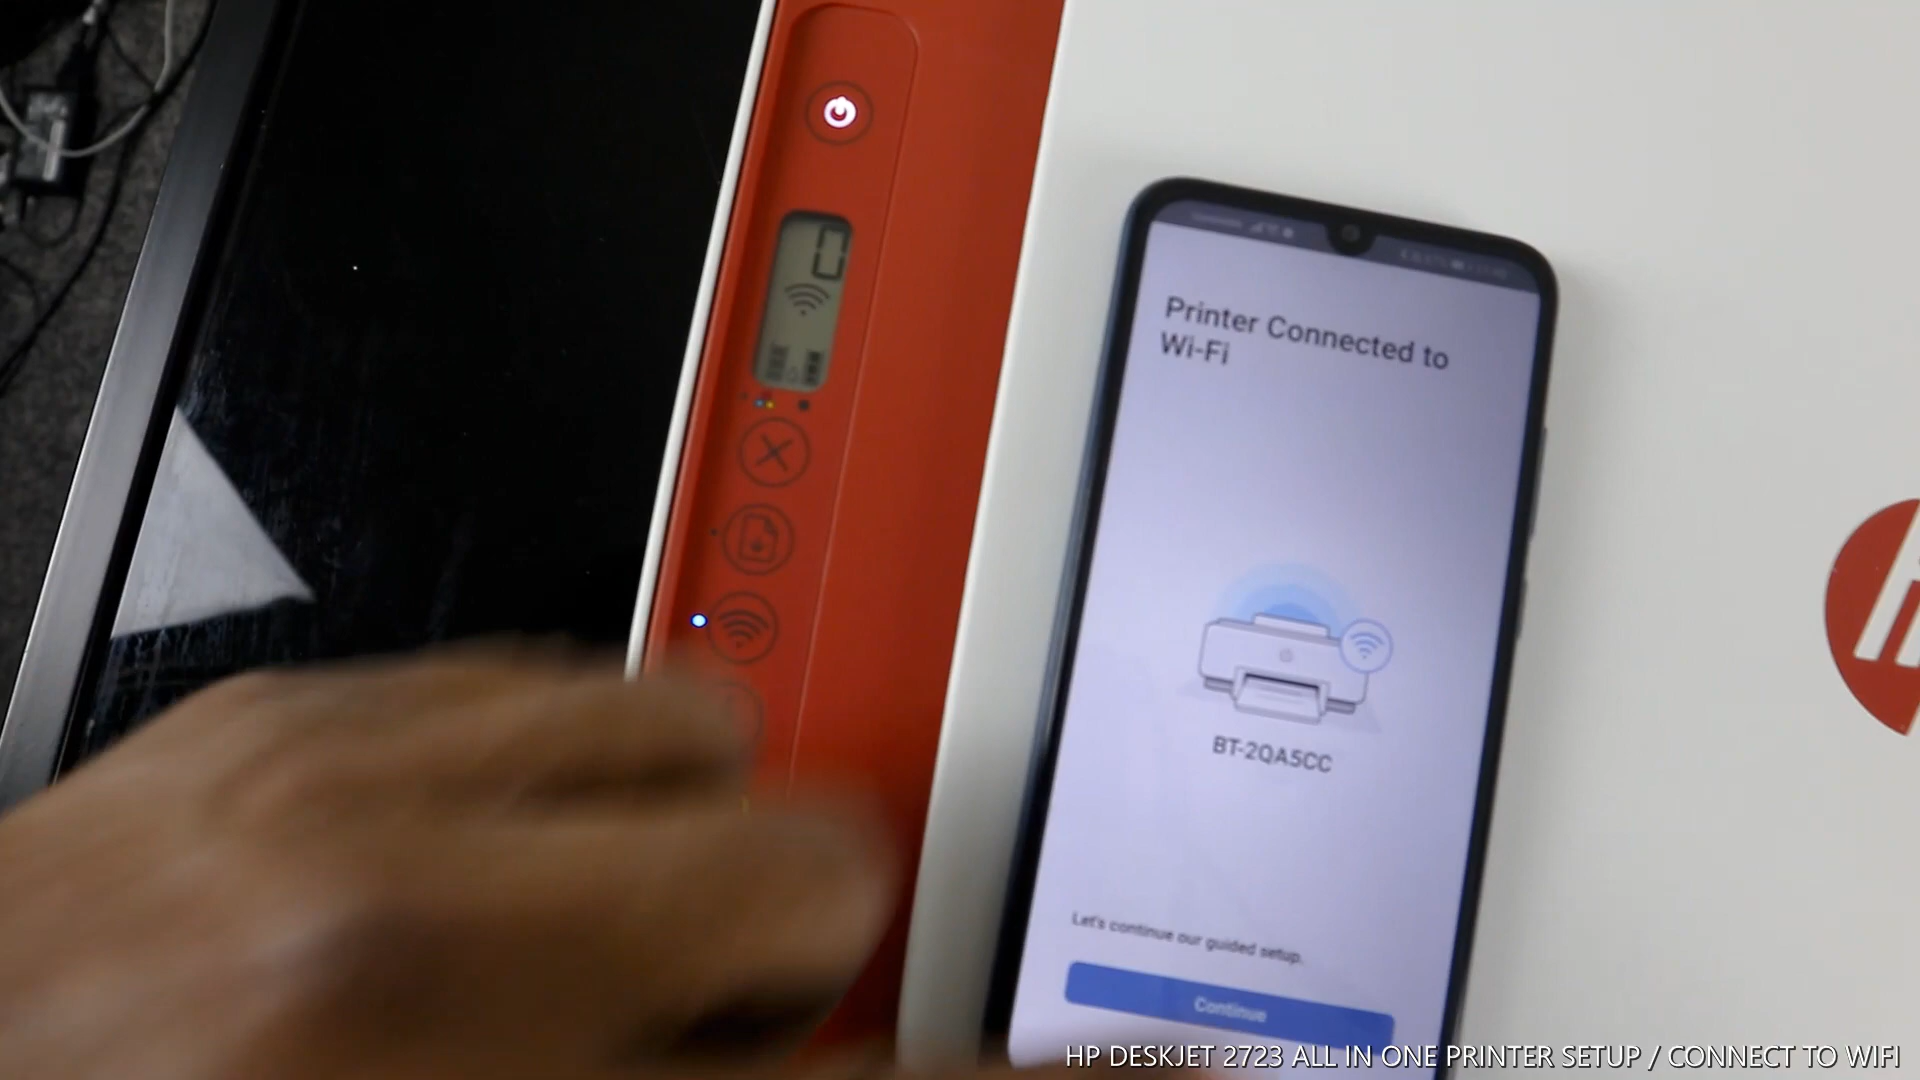 0
Printer Connected to
Wi-Fi
BT-2QA5CC
Let's continue our guided setup.
Continue
HP DESKJET 2723 ALL IN ONE PRINTER SETUP / CONNECT TO WIFI